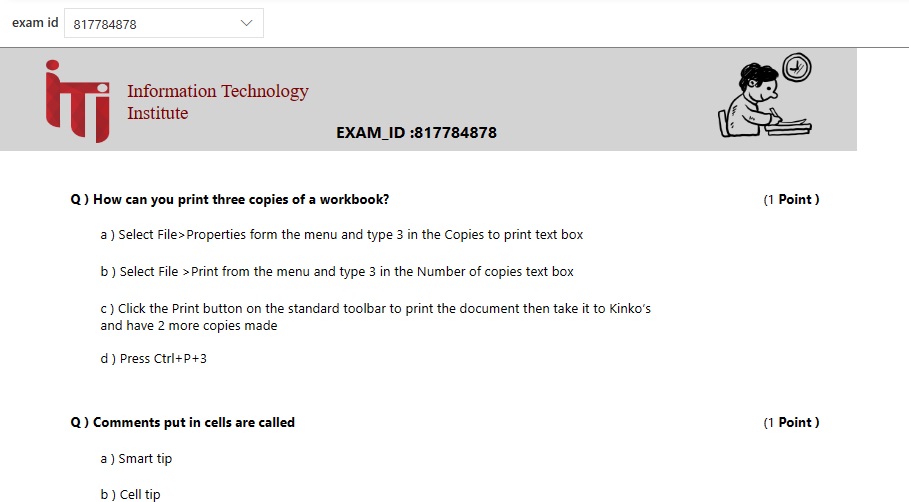 exam id 817784878
Information Technology
Institute
EXAM_ID :817784878
Q ) How can you print three copies of a workbook? (1 Point )
a ) Select File>Properties form the menu and type 3 in the Copies to print text box
b ) Select File >Print from the menu and type 3 in the Number of copies text box
c ) Click the Print button on the standard toolbar to print the document then take it to Kinko's
and have 2 more copies made
d ) Press Ctrl+P+3
Q ) Comments put in cells are called (1 Point )
a ) Smart tip
b ) Cell tip